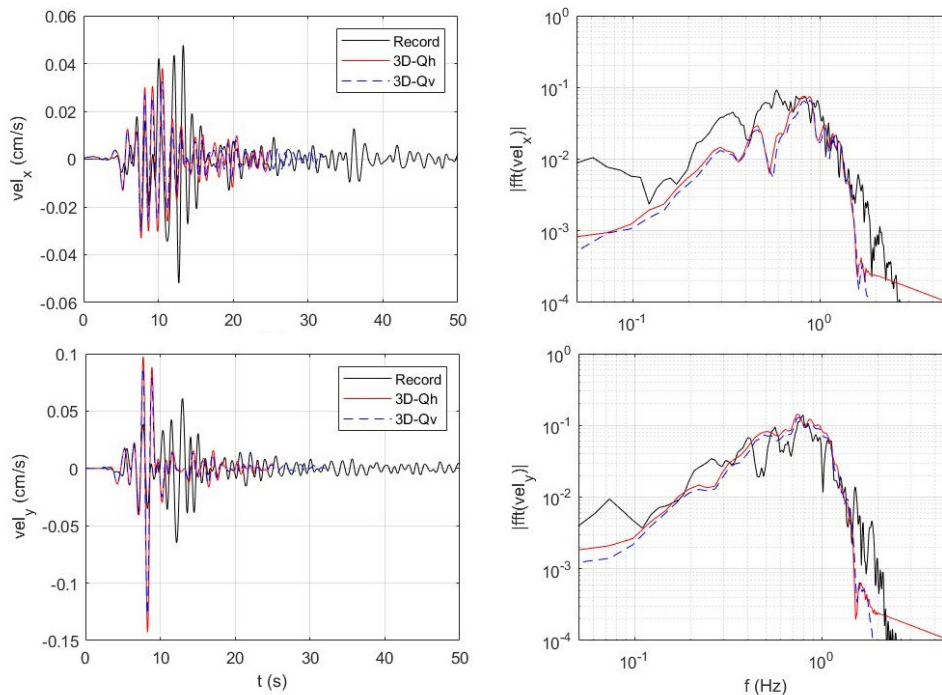 0.06
0.04
0.02
0
-0.02
-0.04
-0.06
vel_x (cm/s)
0 10 20 30 40 50
Record
3D-Qh
3D-Qv
10^0
10^-1
10^-2
10^-3
10^-4
|fft(vel_x)|
10^-1 10^0
0.1
0.05
0
-0.05
-0.1
-0.15
vel_y (cm/s)
0 10 20 30 40 50
t (s)
Record
3D-Qh
3D-Qv
10^0
10^-1
10^-2
10^-3
10^-4
|fft(vel_y)|
10^-1 10^0
f (Hz)